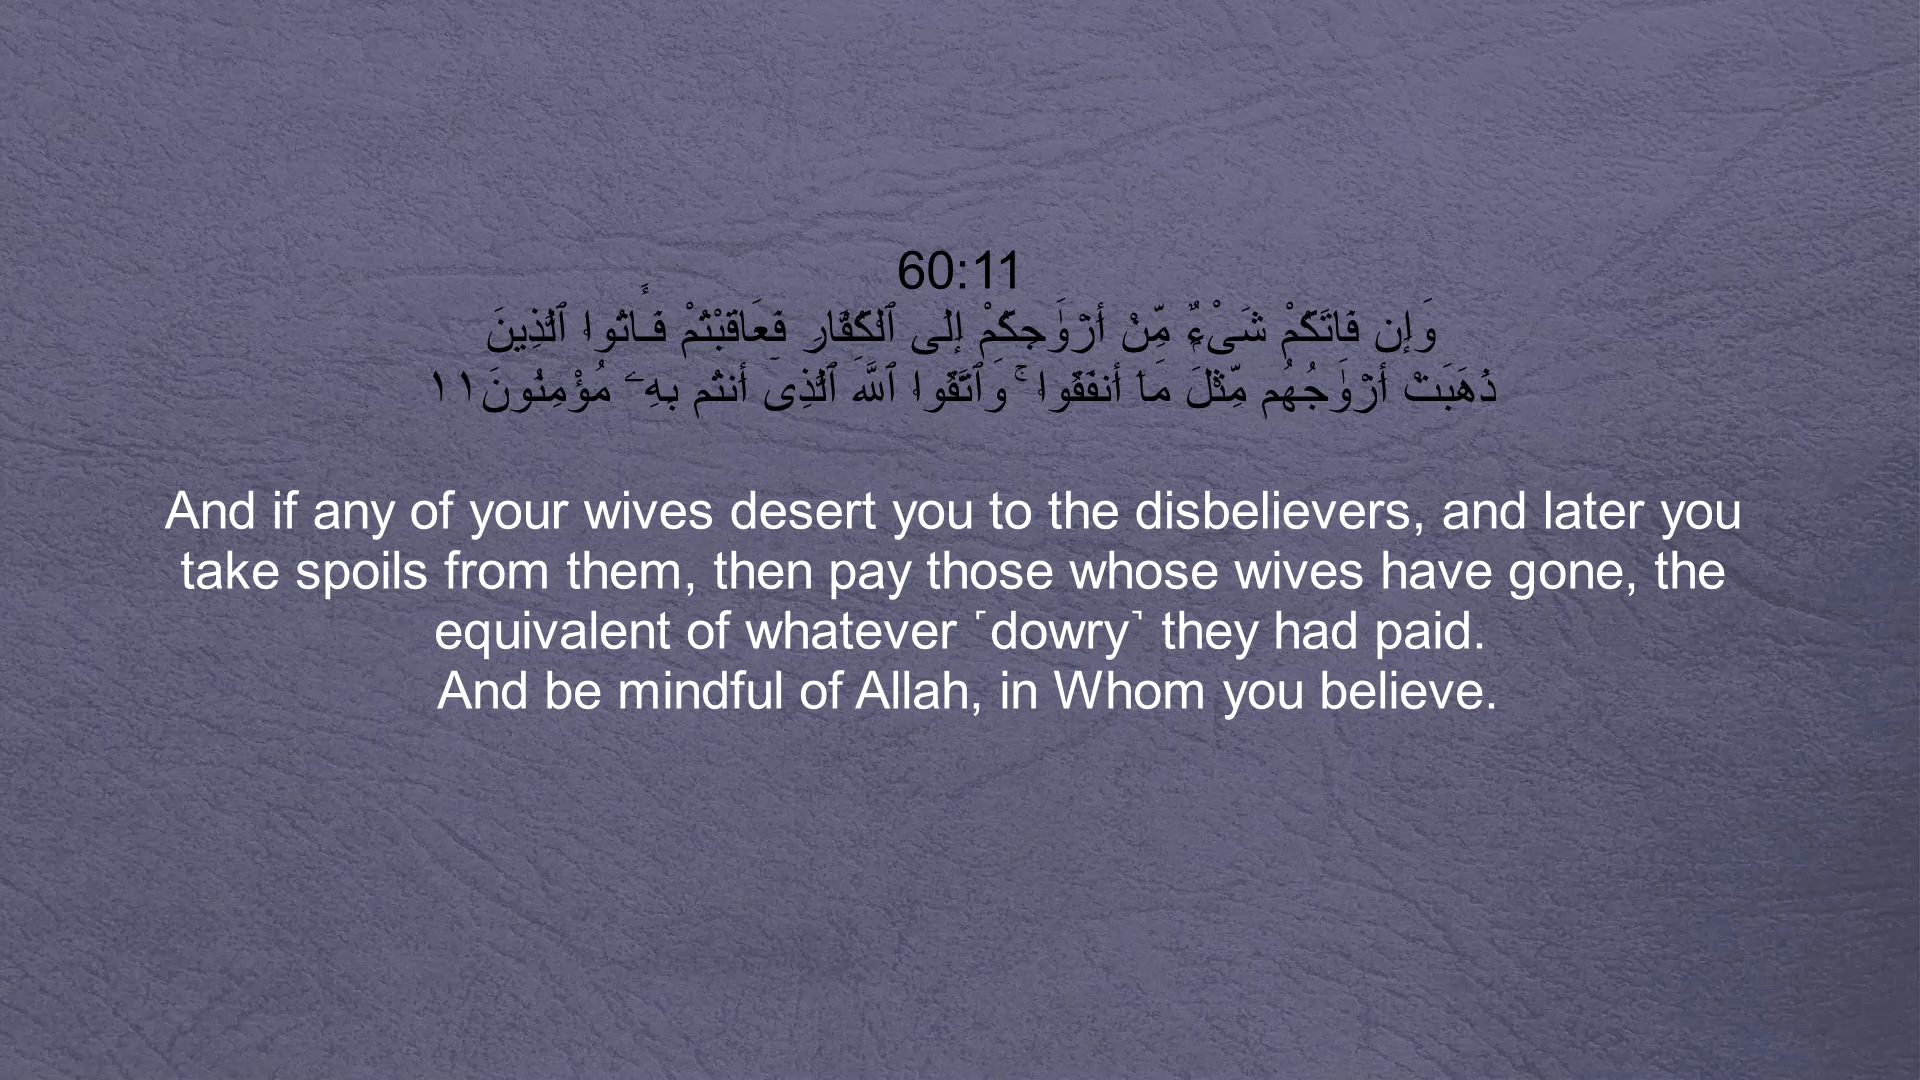 60:11
وَإِن فَاتَكُمْ شَىْءٌۭ مِّنْ أَزْوَٰجِكُمْ إِلَى ٱلْكُفَّارِ فَعَاقَبْتُمْ فَـَٔاتُوا۟ ٱلَّذِينَ
ذَهَبَتْ أَزْوَٰجُهُم مِّثْلَ مَآ أَنفَقُوا۟ ۚ وَٱتَّقُوا۟ ٱللَّهَ ٱلَّذِىٓ أَنتُم بِهِۦ مُؤْمِنُونَ ١١
And if any of your wives desert you to the disbelievers, and later you
take spoils from them, then pay those whose wives have gone, the
equivalent of whatever ˹dowry˺ they had paid.
And be mindful of Allah, in Whom you believe.